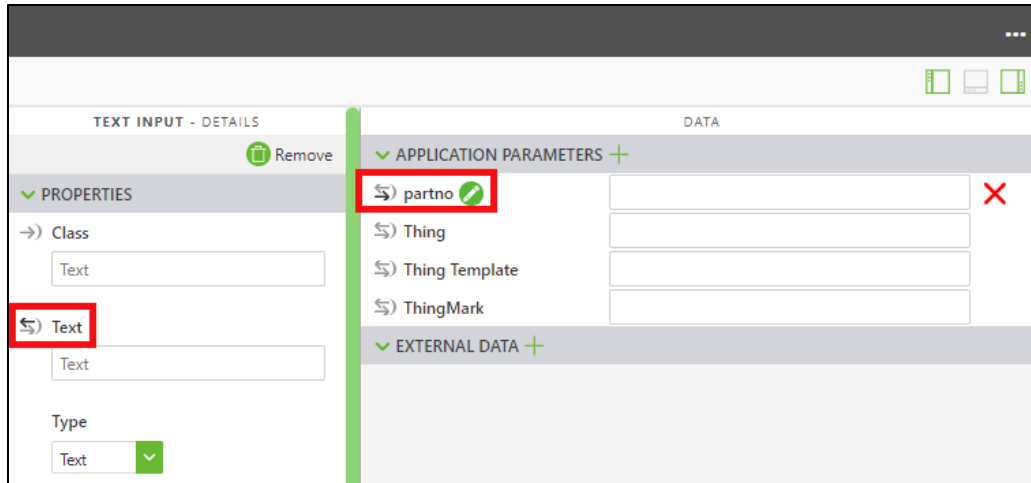 TEXT INPUT - DETAILS
Remove
PROPERTIES
Class
Text
Text
Text
Type
Text
DATA
APPLICATION PARAMETERS
partno
Thing
Thing Template
ThingMark
EXTERNAL DATA